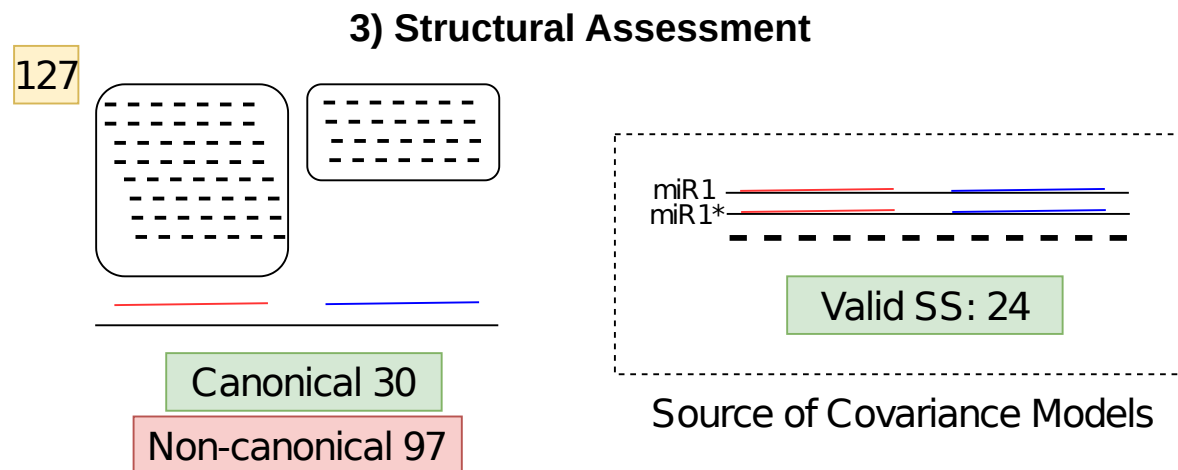 3) Structural Assessment
127
miR1
miR1*
Valid SS: 24
Canonical 30
Non-canonical 97
Source of Covariance Models